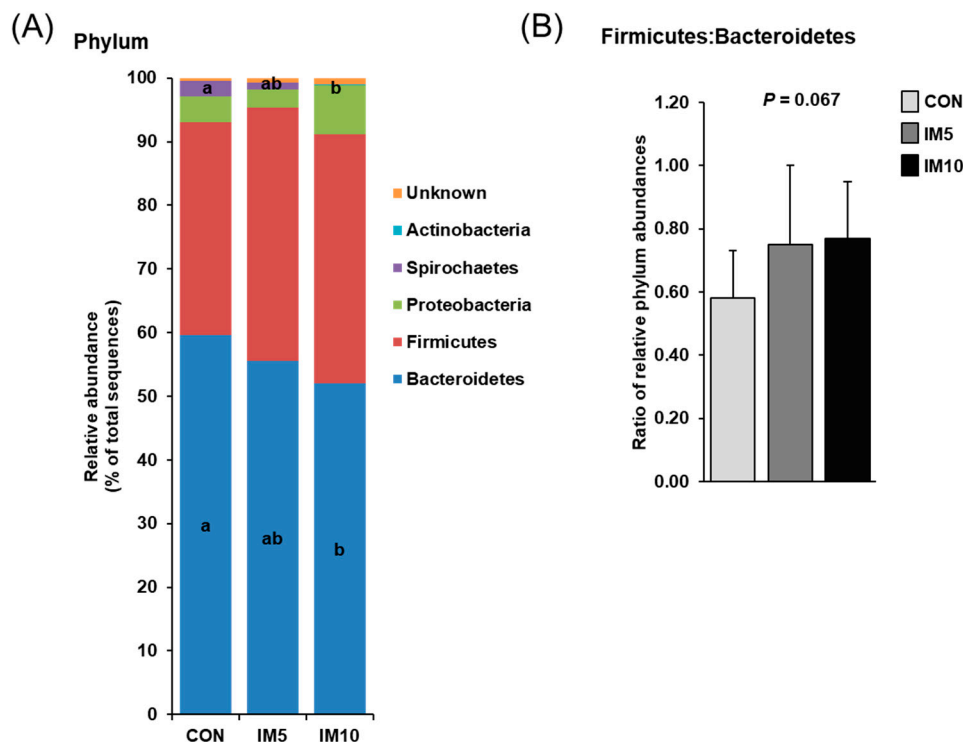 (A)
Phylum
Relative abundance
(% of total sequences)
100
90
80
70
60
50
40
30
20
10
0
a
ab
b
a
ab
b
CON
IM5
IM10
Unknown
Actinobacteria
Spirochaetes
Proteobacteria
Firmicutes
Bacteroidetes
(B)
Firmicutes:Bacteroidetes
Ratio of relative phylum abundances
1.20
1.00
0.80
0.60
0.40
0.20
0.00
P = 0.067
CON
IM5
IM10